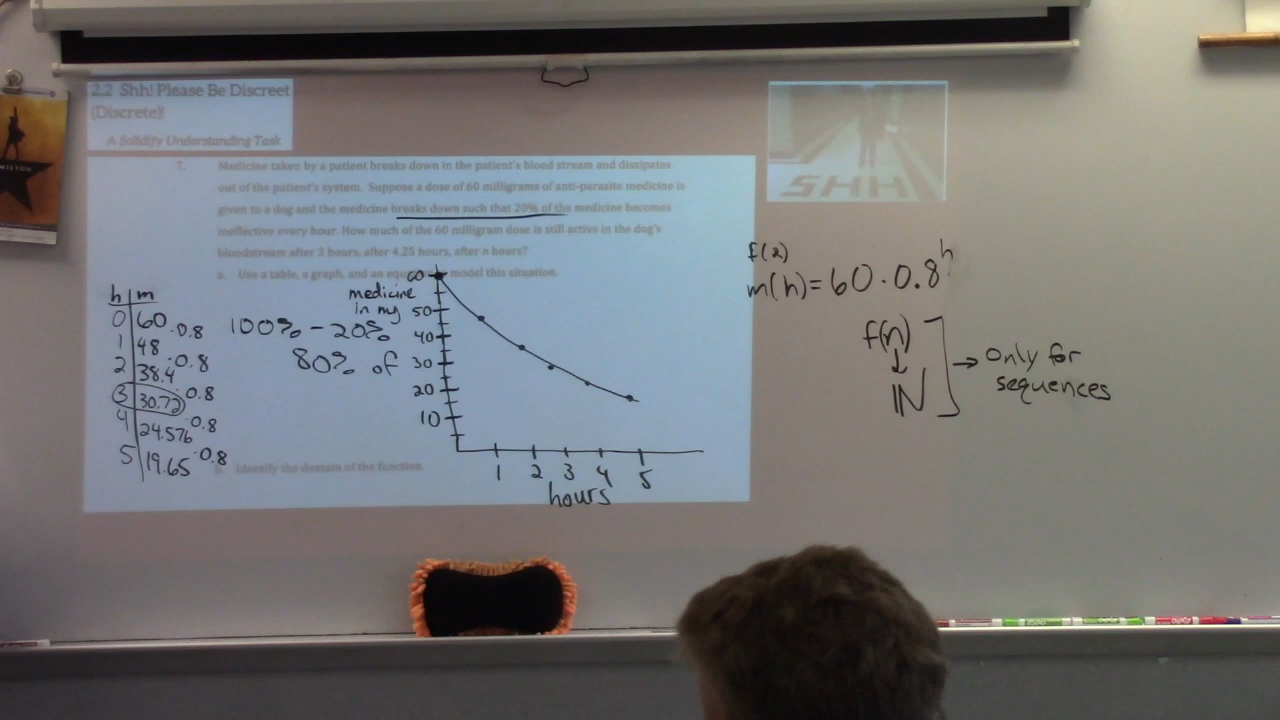 2.2 Shh! Please Be Discreet
(Discrete)!
A Solidify Understanding Task
SHH
MILTON
7. Medicine taken by a patient breaks down in the patient's blood stream and dissipates
out of the patient's system. Suppose a dose of 60 milligrams of anti-parasite medicine is
given to a dog and the medicine breaks down such that 20% of the medicine becomes
ineffective every hour. How much of the 60 milligram dose is still active in the dog's
bloodstream after 3 hours, after 4.25 hours, after n hours?
a. Use a table, a graph, and an model this situation.
h m
0 60 ·0.8
1 48
2 38.4 ·0.8
3 30.72 ·0.8
4 24.576 ·0.8
5 19.65 ·0.8
100% - 20%
80% of
medicine
in my
60
50
40
30
20
10
1 2 3 4 5
hours
Identify the domain of the function.
f(x)
m(h) = 60 · 0.8^h
f(n)
↓
ℕ
→ Only for
sequences